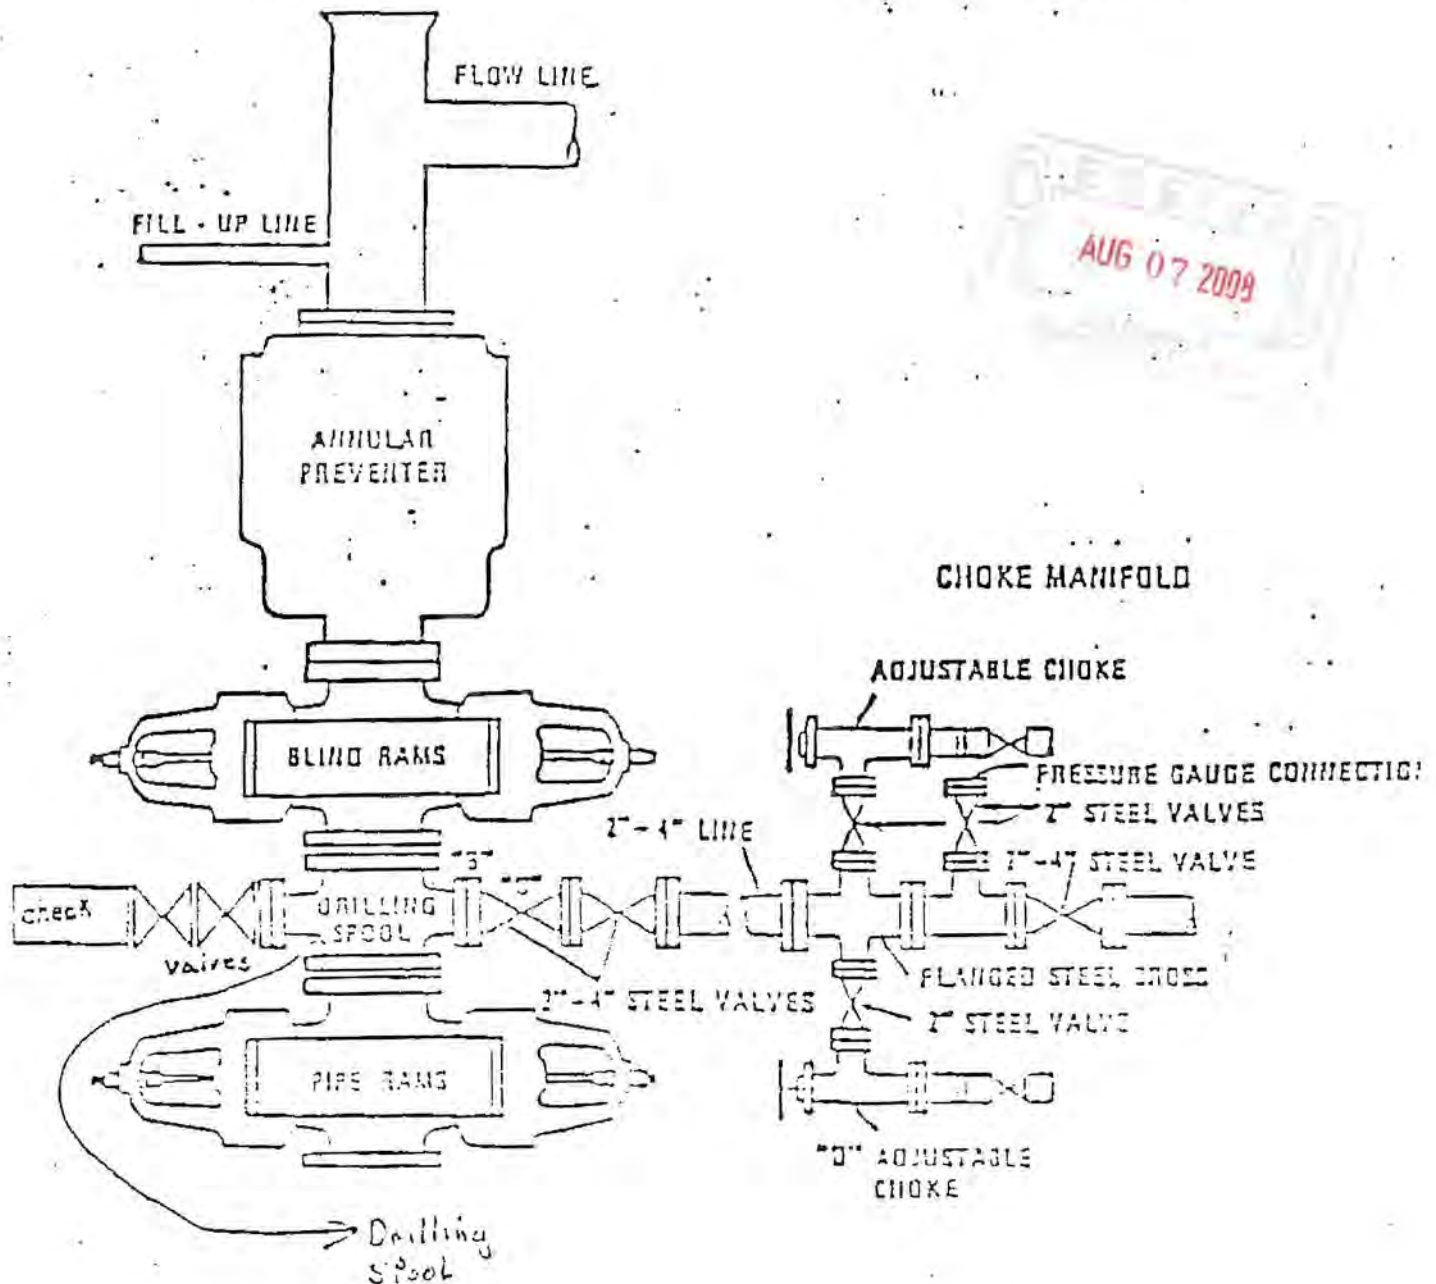 FLOW LINE
FILL - UP LINE
AUG 07 2008
ANNULAR
PREVENTER
CHOKE MANIFOLD
ADJUSTABLE CHOKE
BLIND RAMS
PRESSURE GAUGE CONNECTION
2" STEEL VALVES
2" - 4" LINE
2" - 4" STEEL VALVE
check
valves
DRILLING
SPOOL
FLANGED STEEL CROSS
2" - 4" STEEL VALVES
2" STEEL VALVE
PIPE RAMS
ADJUSTABLE
CHOKE
Drilling
Spool